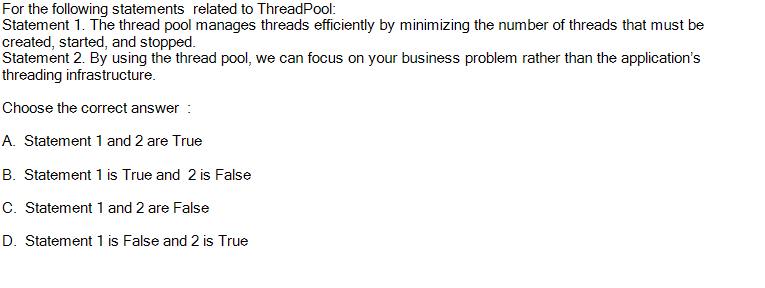 For the following statements  related to ThreadPool:
Statement 1. The thread pool manages threads efficiently by minimizing the number of threads that must be
created, started, and stopped.
Statement 2. By using the thread pool, we can focus on your business problem rather than the application's
threading infrastructure.
Choose the correct answer  :
A.  Statement 1 and 2 are True
B.  Statement 1 is True and  2 is False
C.  Statement 1 and 2 are False
D.  Statement 1 is False and 2 is True